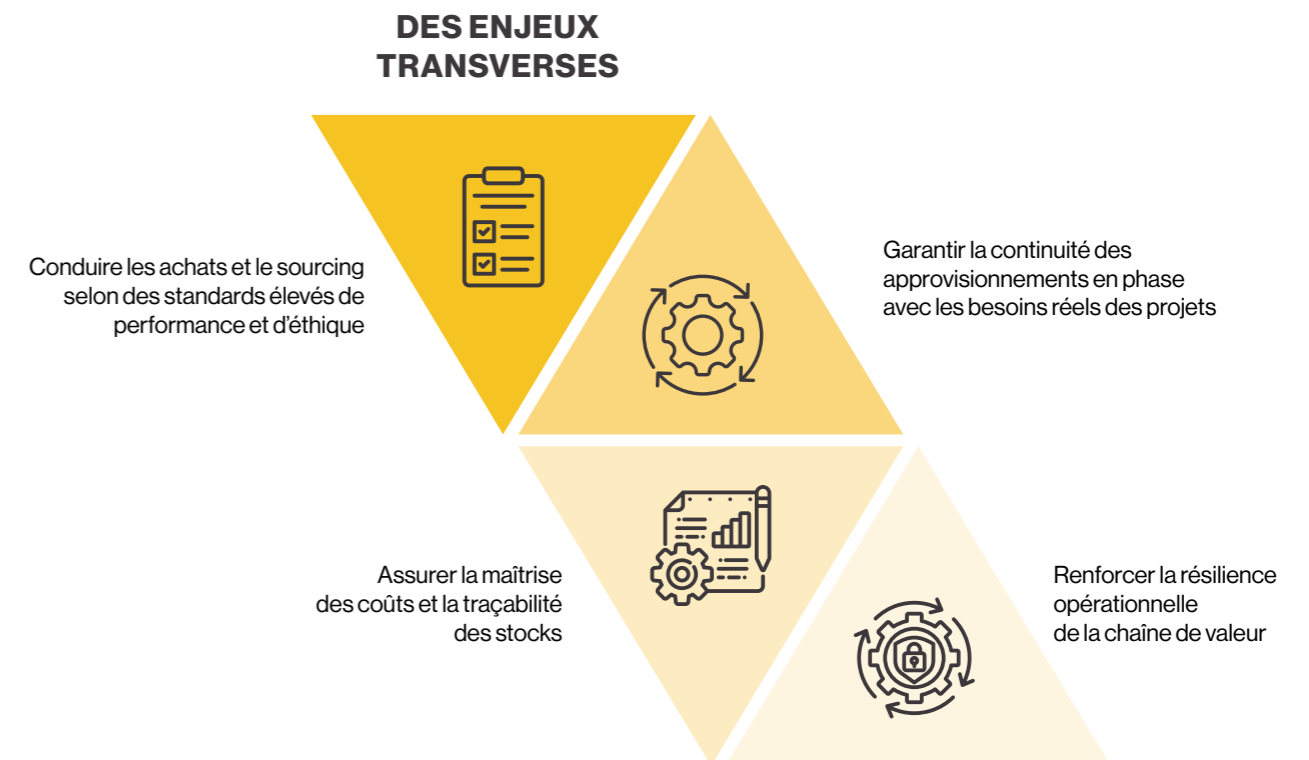 DES ENJEUX
TRANSVERSES
Conduire les achats et le sourcing
selon des standards élevés de
performance et d’éthique
Garantir la continuité des
approvisionnements en phase
avec les besoins réels des projets
Assurer la maîtrise
des coûts et la traçabilité
des stocks
Renforcer la résilience
opérationnelle
de la chaîne de valeur